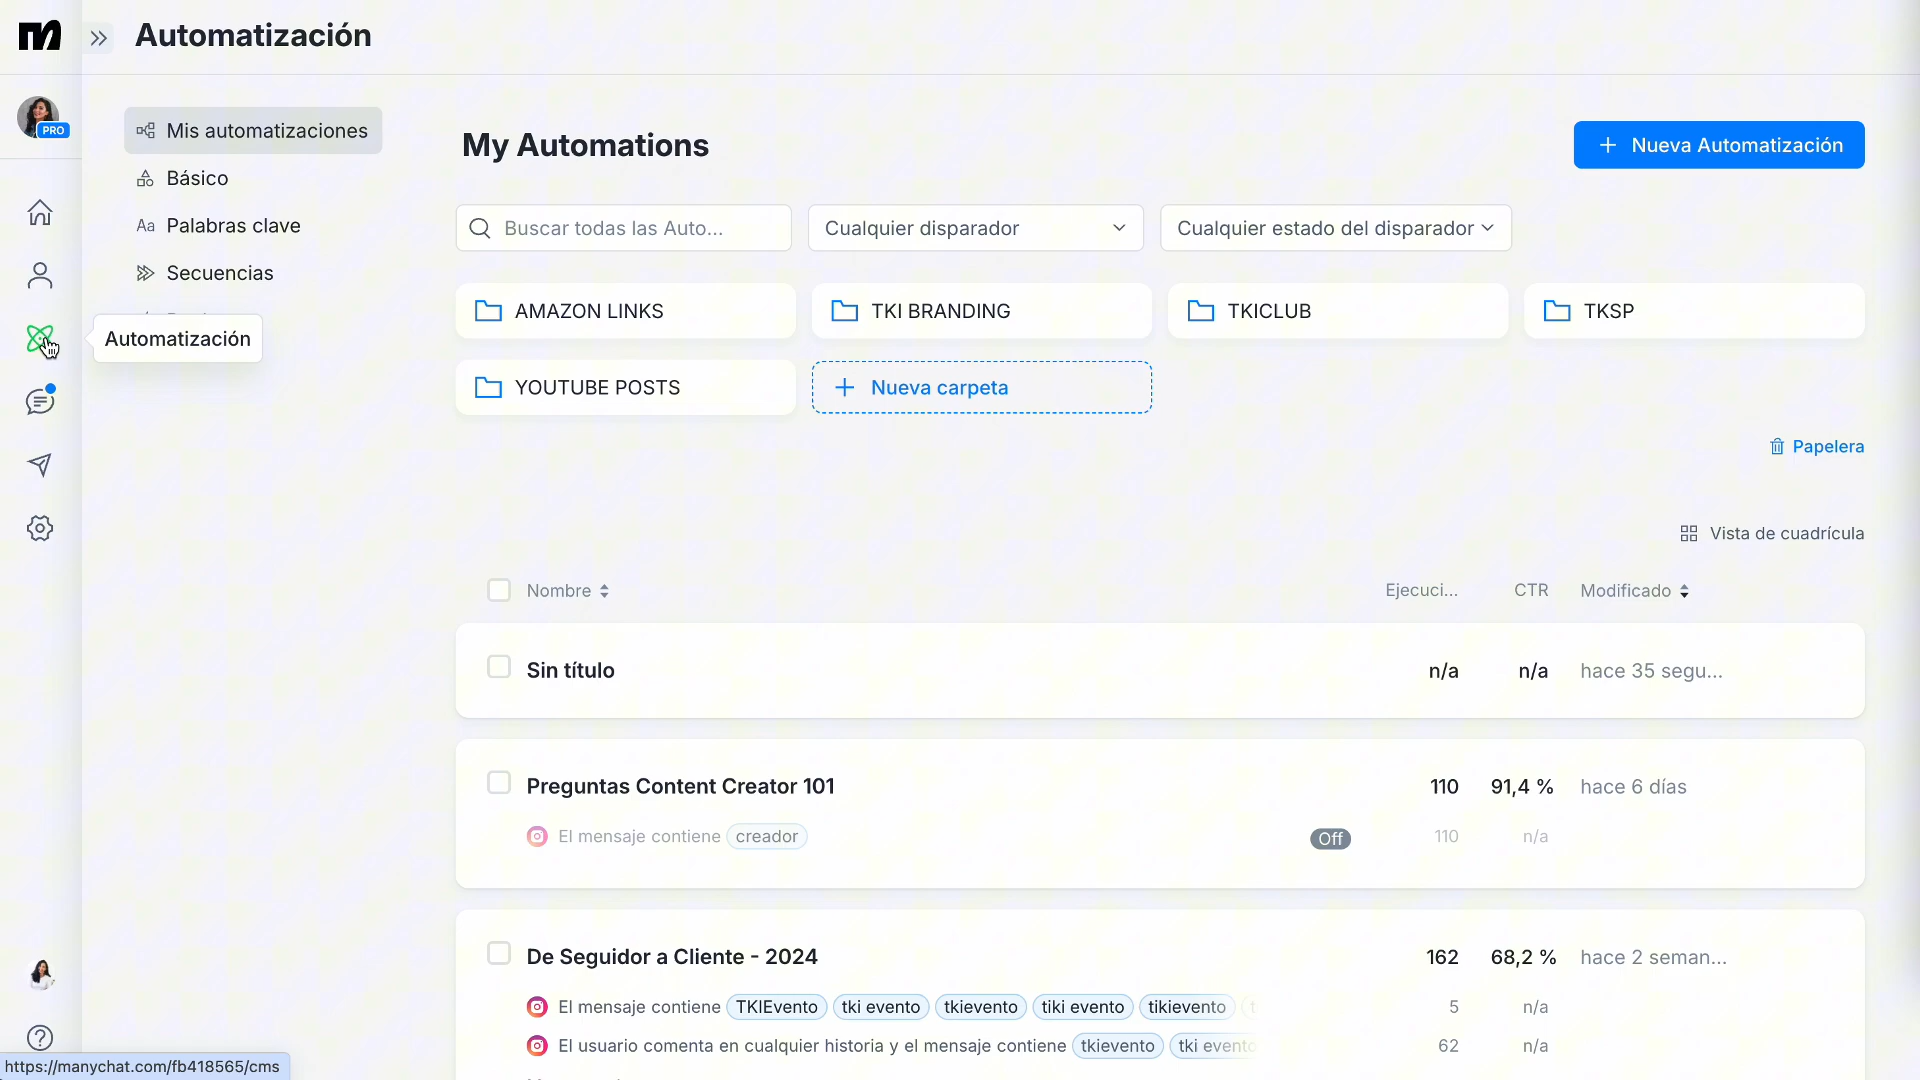 Automatización
PRO
Mis automatizaciones
Básico
Aa Palabras clave
Secuencias
Automatización
My Automations
+ Nueva Automatización
Buscar todas las Auto...
Cualquier disparador
Cualquier estado del disparador
AMAZON LINKS
TKI BRANDING
TKICLUB
TKSP
YOUTUBE POSTS
+ Nueva carpeta
Papelera
Vista de cuadrícula
Nombre Ejecuci... CTR Modificado
Sin título n/a n/a hace 35 segu...
Preguntas Content Creator 101 110 91,4 % hace 6 días
El mensaje contiene creador Off 110 n/a
De Seguidor a Cliente - 2024 162 68,2 % hace 2 seman...
El mensaje contiene TKIEvento tki evento tkievento tiki evento tikievento 5 n/a
El usuario comenta en cualquier historia y el mensaje contiene tkievento tki evento 62 n/a
https://manychat.com/fb418565/cms